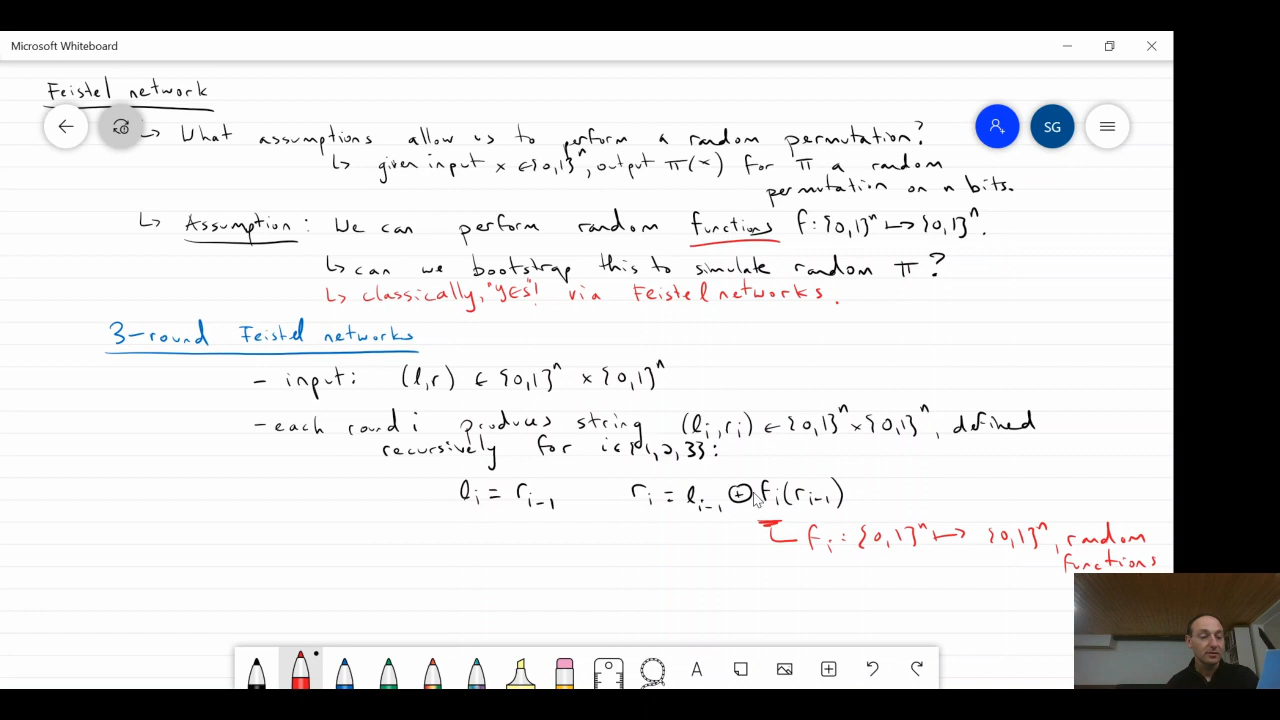 Microsoft Whiteboard
Feistel network
SG
↳ What assumptions allow us to perform a random permutation?
↳ given input x ∈ {0,1}ⁿ, output π(x) for π a random
permutation on n bits.
↳ Assumption: We can perform random functions f: {0,1}ⁿ ↦ {0,1}ⁿ.
↳ can we bootstrap this to simulate random π?
↳ classically, "YES"! via Feistel networks.
3-round Feistel networks
- input: (l,r) ∈ {0,1}ⁿ × {0,1}ⁿ
- each round i produces string (lᵢ,rᵢ) ∈ {0,1}ⁿ × {0,1}ⁿ, defined
recursively for i∈{1,2,3}:
lᵢ = rᵢ₋₁ rᵢ = lᵢ₋₁ ⊕ fᵢ(rᵢ₋₁)
↳ fᵢ: {0,1}ⁿ ↦ {0,1}ⁿ, random
functions
A